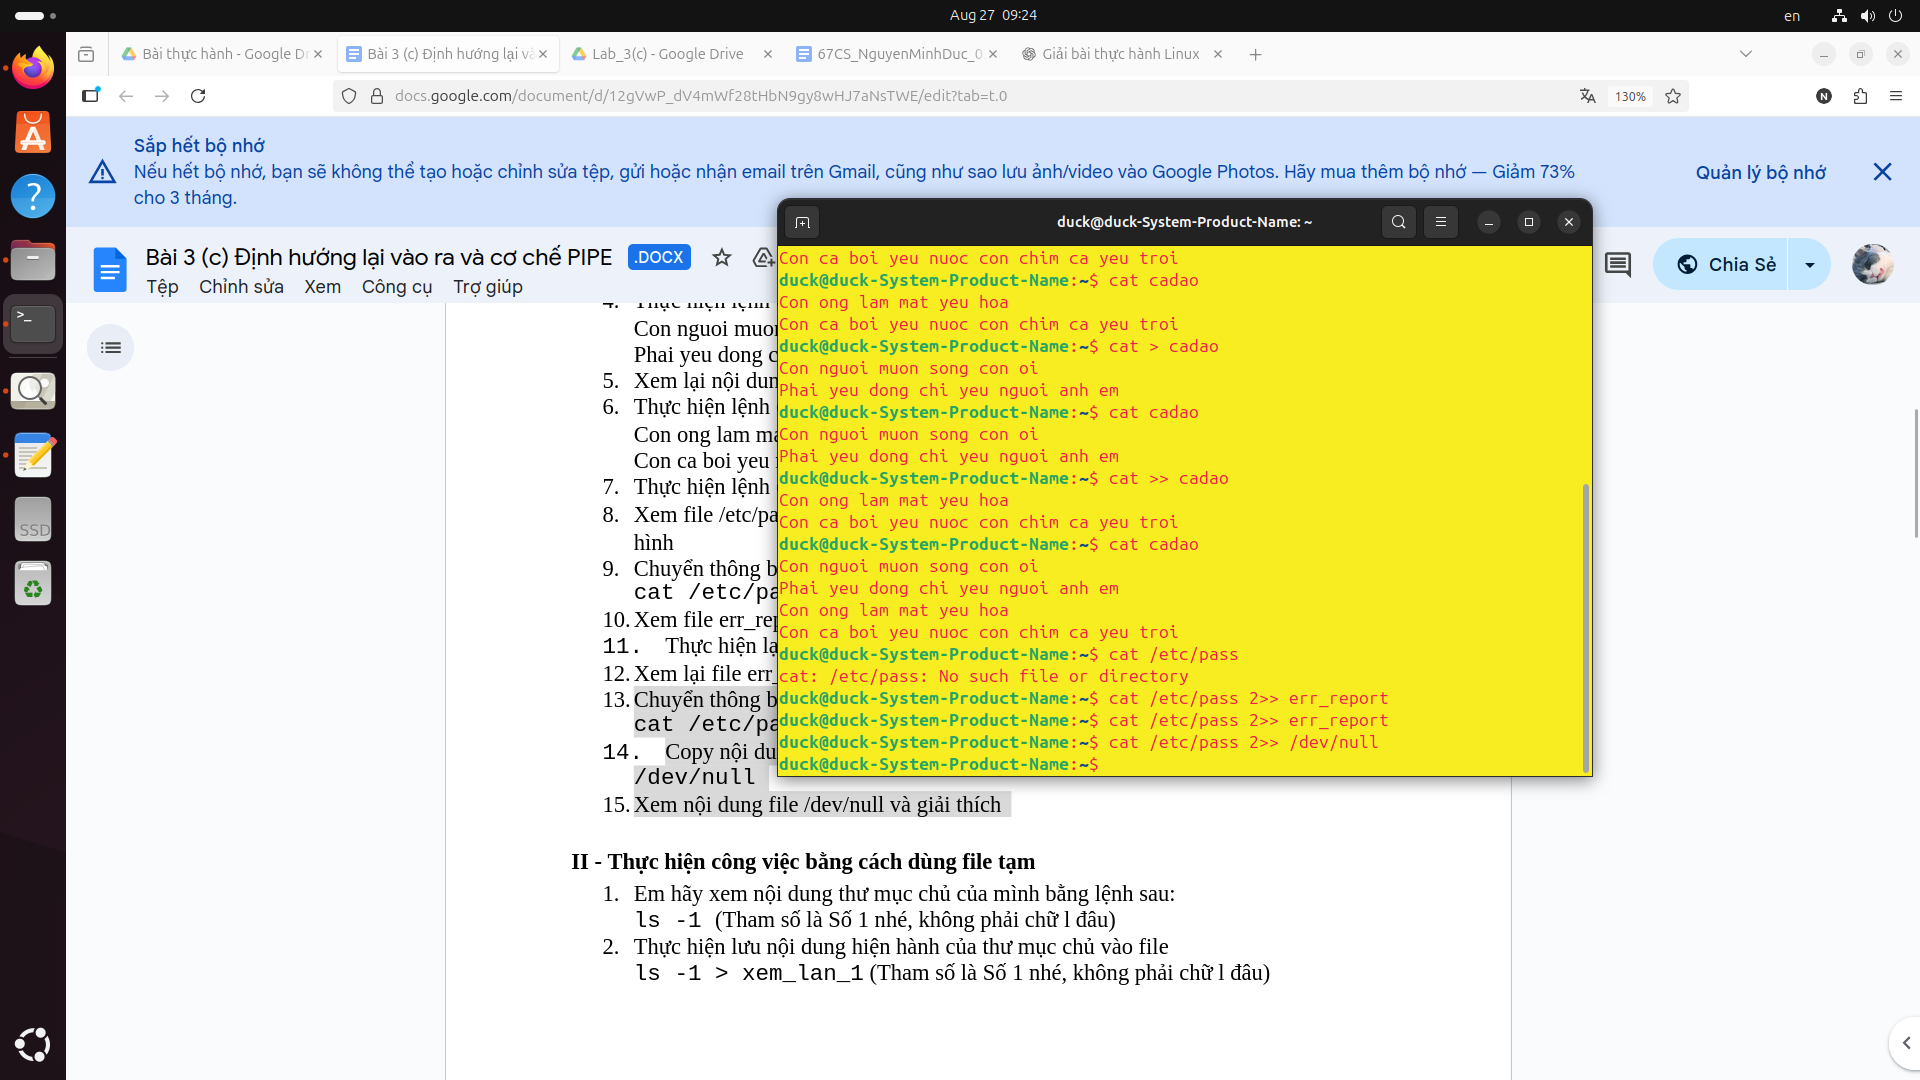 Aug 27 09:24
en
Bài thực hành - Google Dr
Bài 3 (c) Định hướng lại và
Lab_3(c) - Google Drive
67CS_NguyenMinhDuc_0
Giải bài thực hành Linux
docs.google.com/document/d/12gVwP_dV4mWf28tHbN9gy8wHJ7aNsTWE/edit?tab=t.0
130%
N
Sắp hết bộ nhớ
Nếu hết bộ nhớ, bạn sẽ không thể tạo hoặc chỉnh sửa tệp, gửi hoặc nhận email trên Gmail, cũng như sao lưu ảnh/video vào Google Photos. Hãy mua thêm bộ nhớ — Giảm 73%
cho 3 tháng.
Quản lý bộ nhớ
Bài 3 (c) Định hướng lại vào ra và cơ chế PIPE
.DOCX
Tệp Chỉnh sửa Xem Công cụ Trợ giúp
Chia Sẻ
4. Thực hiện lệnh
Con nguoi muon
Phai yeu dong c
5. Xem lại nội dun
6. Thực hiện lệnh
Con ong lam ma
Con ca boi yeu
7. Thực hiện lệnh
8. Xem file /etc/pa
hình
9. Chuyển thông b
cat /etc/pa
10. Xem file err_rep
11. Thực hiện lạ
12. Xem lại file err_
13. Chuyển thông b
cat /etc/pa
14. Copy nội du
/dev/null
15. Xem nội dung file /dev/null và giải thích
II - Thực hiện công việc bằng cách dùng file tạm
1. Em hãy xem nội dung thư mục chủ của mình bằng lệnh sau:
ls -1 (Tham số là Số 1 nhé, không phải chữ l đâu)
2. Thực hiện lưu nội dung hiện hành của thư mục chủ vào file
ls -1 > xem_lan_1 (Tham số là Số 1 nhé, không phải chữ l đâu)
duck@duck-System-Product-Name: ~
Con ca boi yeu nuoc con chim ca yeu troi
duck@duck-System-Product-Name:~$ cat cadao
Con ong lam mat yeu hoa
Con ca boi yeu nuoc con chim ca yeu troi
duck@duck-System-Product-Name:~$ cat > cadao
Con nguoi muon song con oi
Phai yeu dong chi yeu nguoi anh em
duck@duck-System-Product-Name:~$ cat cadao
Con nguoi muon song con oi
Phai yeu dong chi yeu nguoi anh em
duck@duck-System-Product-Name:~$ cat >> cadao
Con ong lam mat yeu hoa
Con ca boi yeu nuoc con chim ca yeu troi
duck@duck-System-Product-Name:~$ cat cadao
Con nguoi muon song con oi
Phai yeu dong chi yeu nguoi anh em
Con ong lam mat yeu hoa
Con ca boi yeu nuoc con chim ca yeu troi
duck@duck-System-Product-Name:~$ cat /etc/pass
cat: /etc/pass: No such file or directory
duck@duck-System-Product-Name:~$ cat /etc/pass 2>> err_report
duck@duck-System-Product-Name:~$ cat /etc/pass 2>> err_report
duck@duck-System-Product-Name:~$ cat /etc/pass 2>> /dev/null
duck@duck-System-Product-Name:~$
SSD